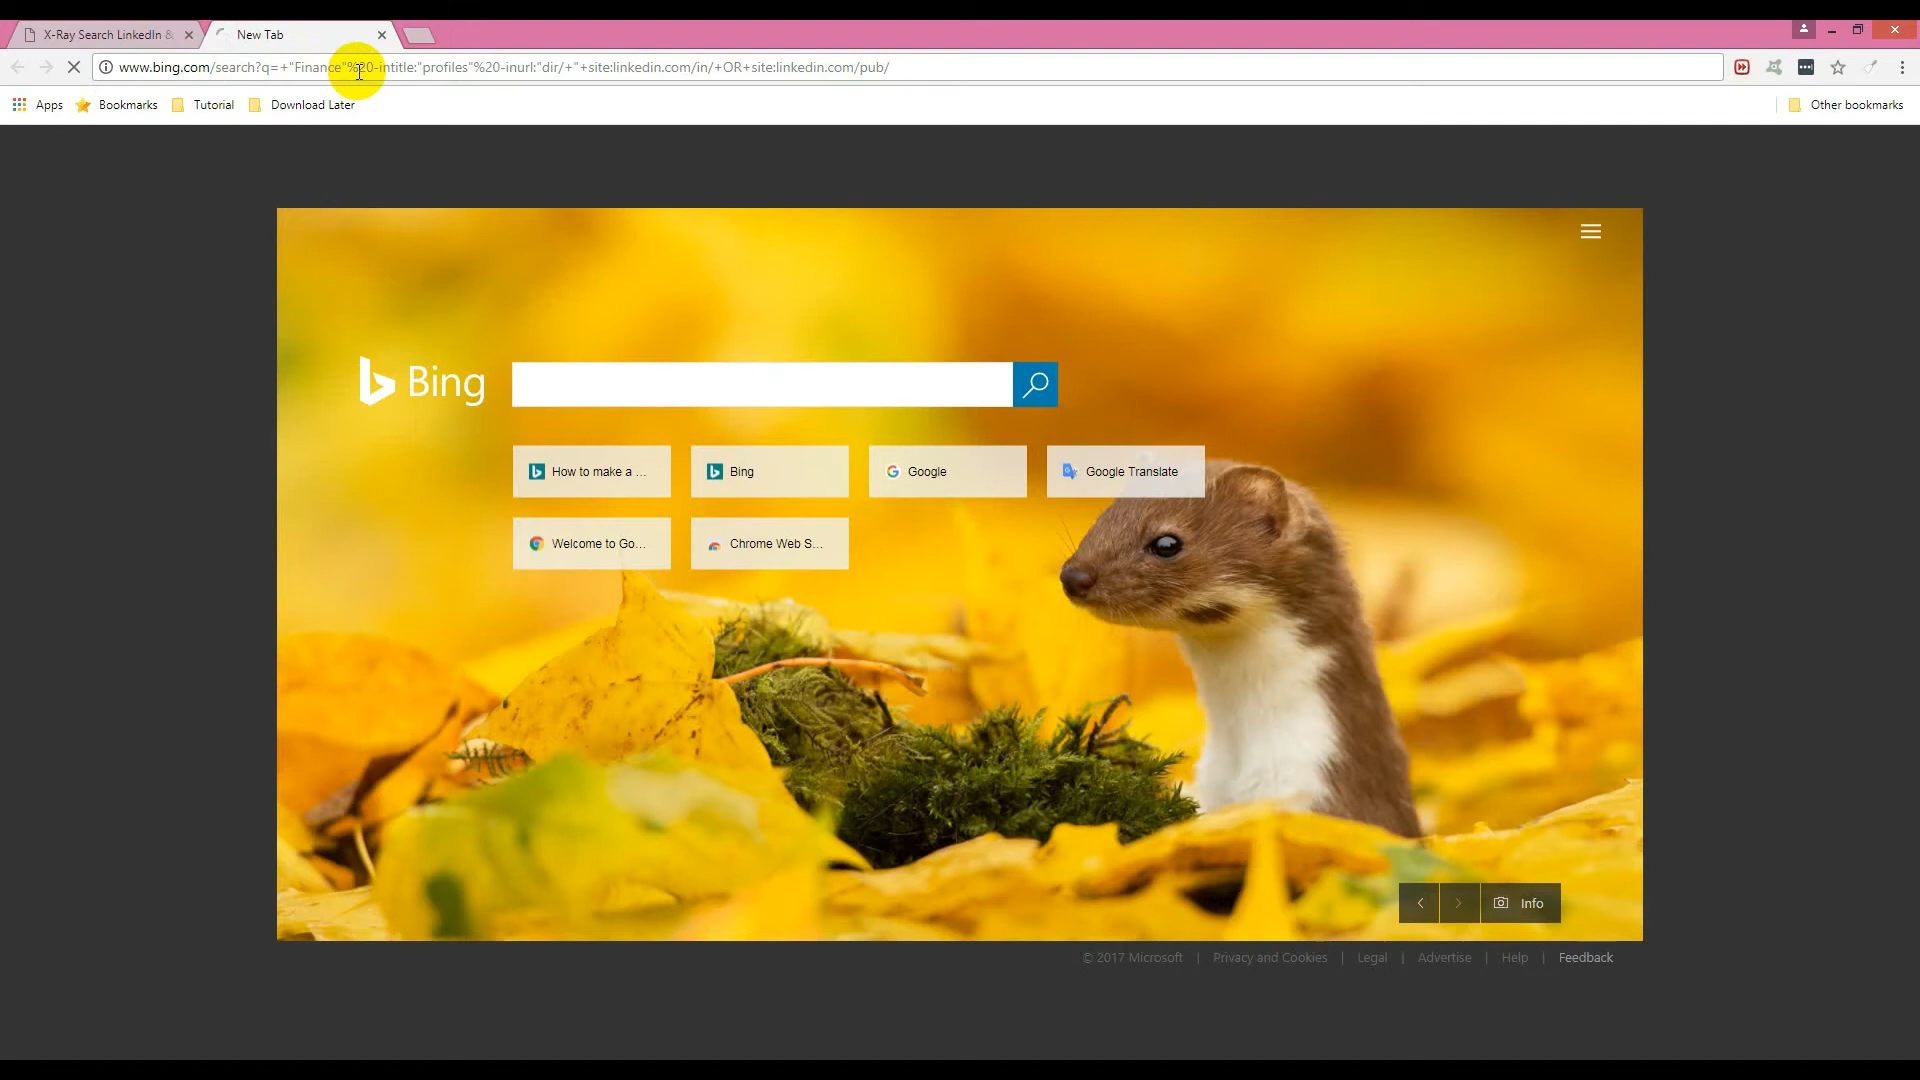 X-Ray Search LinkedIn &
New Tab
www.bing.com/search?q=+"Finance"%20-intitle:"profiles"%20-inurl:"dir/+"+site:linkedin.com/in/+OR+site:linkedin.com/pub/
Apps Bookmarks Tutorial Download Later Other bookmarks
Bing
How to make a ... Bing Google Google Translate
Welcome to Go... Chrome Web S...
Info
© 2017 Microsoft | Privacy and Cookies | Legal | Advertise | Help | Feedback